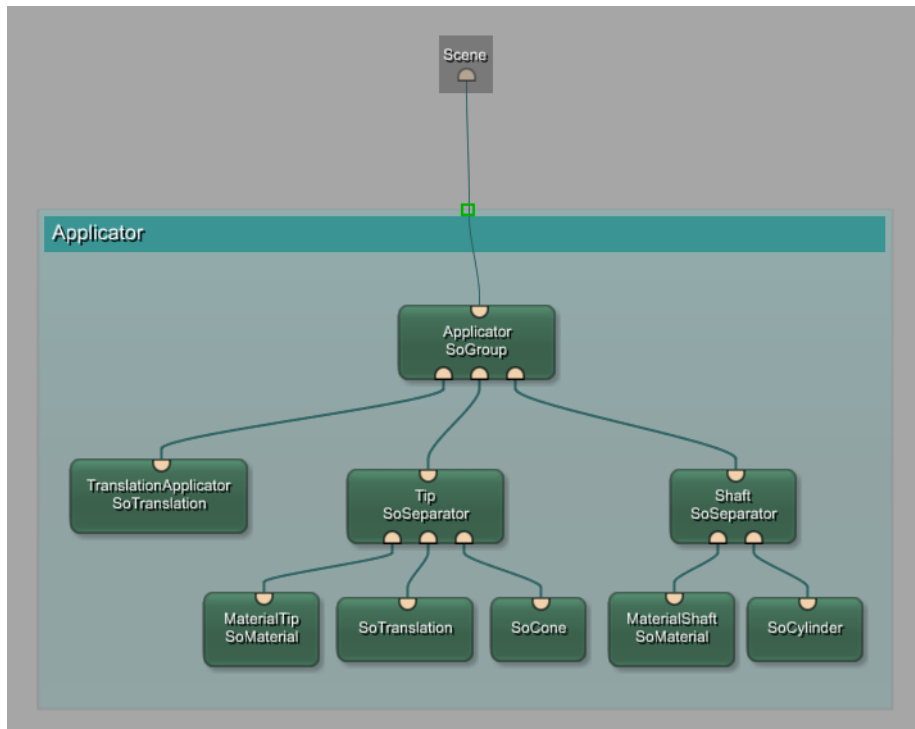 Scene
Applicator
Applicator
SoGroup
TranslationApplicator
SoTranslation
Tip
SoSeparator
Shaft
SoSeparator
MaterialTip
SoMaterial
SoTranslation
SoCone
MaterialShaft
SoMaterial
SoCylinder